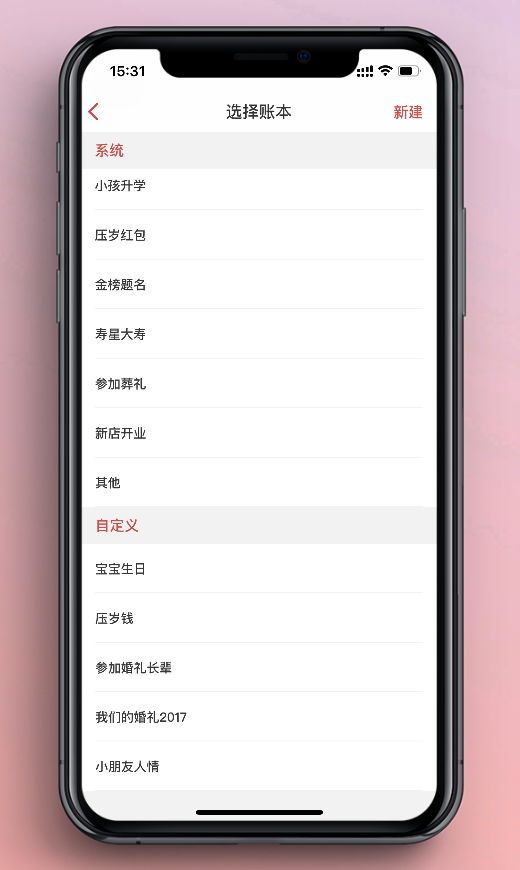 15:31
选择账本
新建
系统
小孩升学
压岁红包
金榜题名
寿星大寿
参加葬礼
新店开业
其他
自定义
宝宝生日
压岁钱
参加婚礼长辈
我们的婚礼2017
小朋友人情